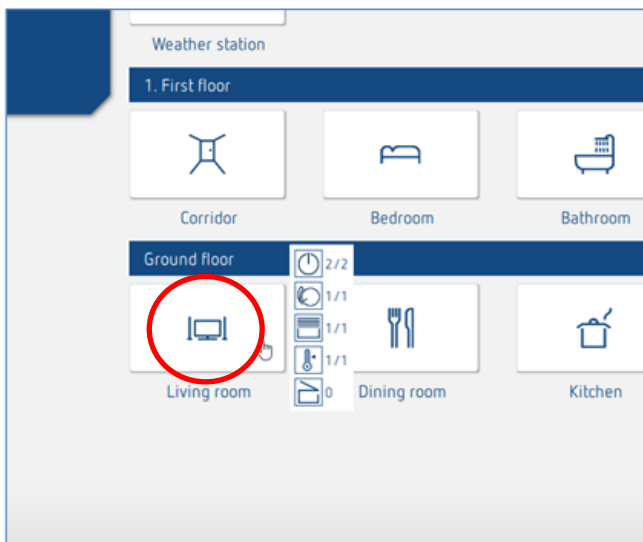 Weather station
1. First floor
Corridor
Bedroom
Bathroom
Ground floor
2/2
1/1
1/1
1/1
0
Living room
Dining room
Kitchen